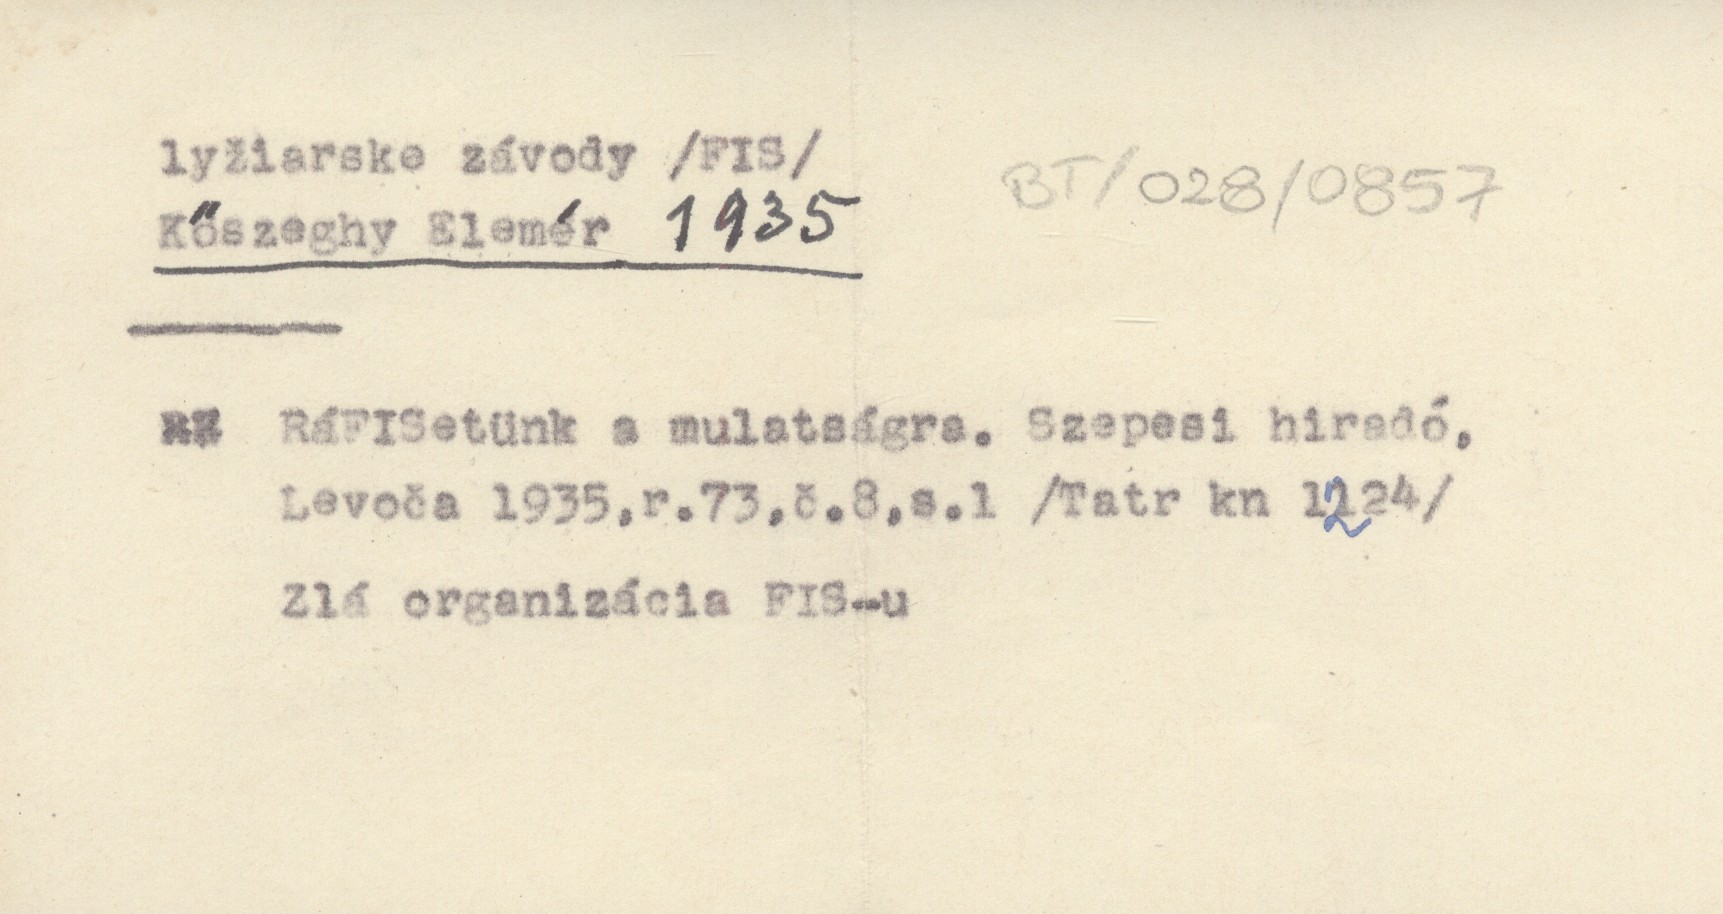 lyžiarske závody /FIS/
BT/028/0857
Kőszeghy Elemér 1935
RáFISetünk a mulatságra. Szepesi hiradó,
Levoča 1935,r.73,č.8,s.1 /Tatr kn 1224/
Zlá organizácia FIS-u